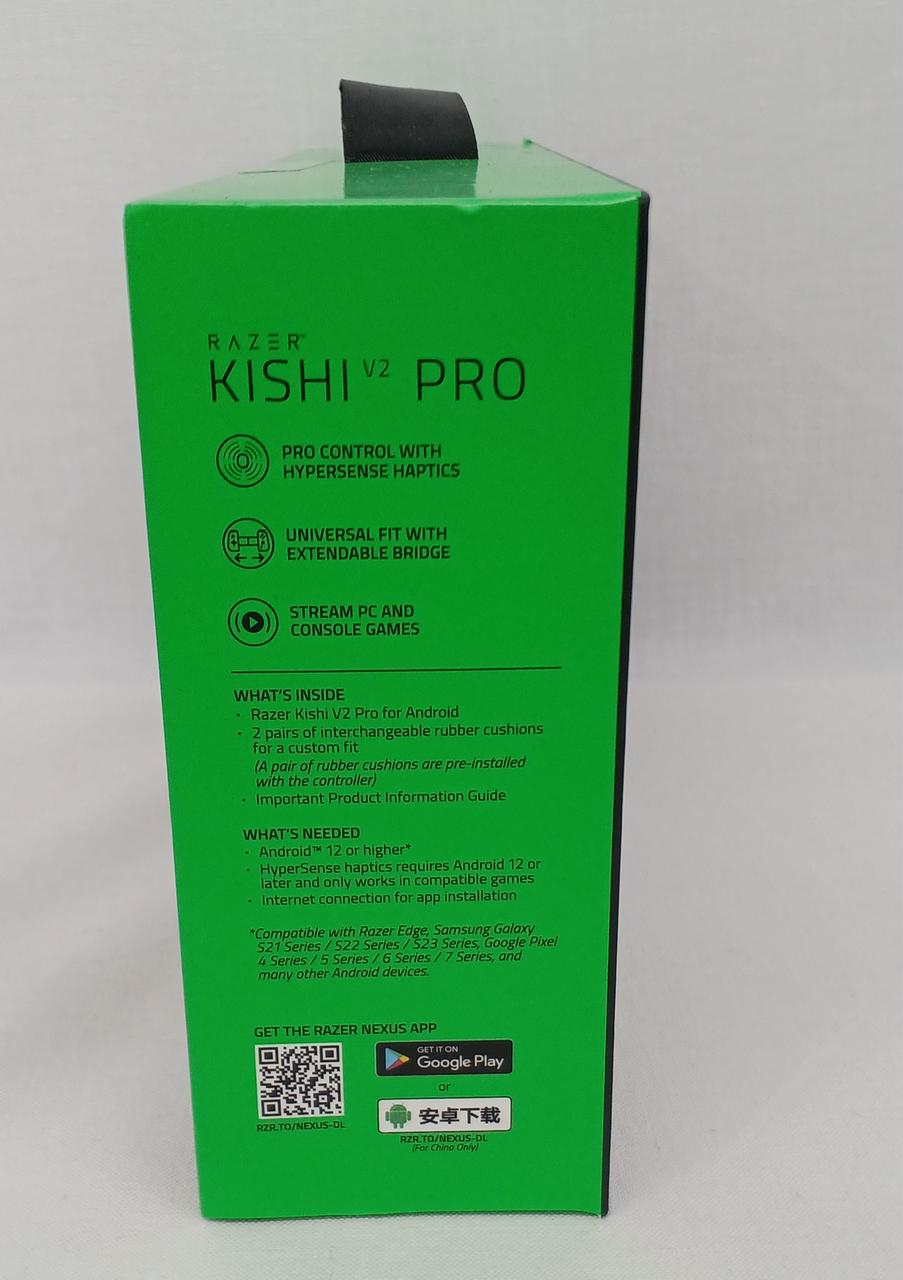 RAZER™
KISHI V2 PRO
PRO CONTROL WITH
HYPERSENSE HAPTICS
UNIVERSAL FIT WITH
EXTENDABLE BRIDGE
STREAM PC AND
CONSOLE GAMES
WHAT'S INSIDE
· Razer Kishi V2 Pro for Android
· 2 pairs of interchangeable rubber cushions
for a custom fit
(A pair of rubber cushions are pre-installed
with the controller)
· Important Product Information Guide
WHAT'S NEEDED
· Android™ 12 or higher*
· HyperSense haptics requires Android 12 or
later and only works in compatible games
· Internet connection for app installation
*Compatible with Razer Edge, Samsung Galaxy
S21 Series / S22 Series / S23 Series, Google Pixel
4 Series / 5 Series / 6 Series / 7 Series, and
many other Android devices.
GET THE RAZER NEXUS APP
GET IT ON
Google Play
or
安卓下载
RZR.TO/NEXUS-DL
RZR.TO/NEXUS-DL
(For China Only)